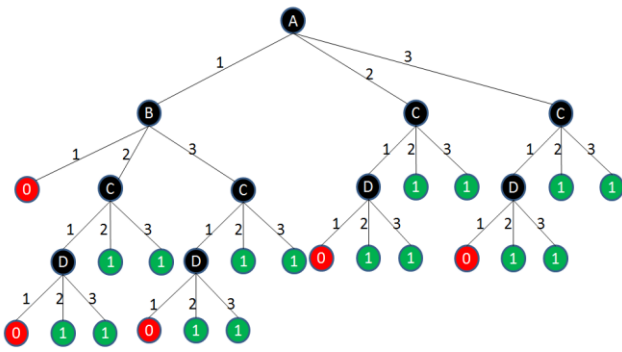 A
1 2 3
B C C
1 2 3 1 2 3 1 2 3
0 C C D 1 1 D 1 1
1 2 3 1 2 3 1 2 3 1 2 3
D 1 1 D 1 1 0 1 1 0 1 1
1 2 3 1 2 3
0 1 1 0 1 1